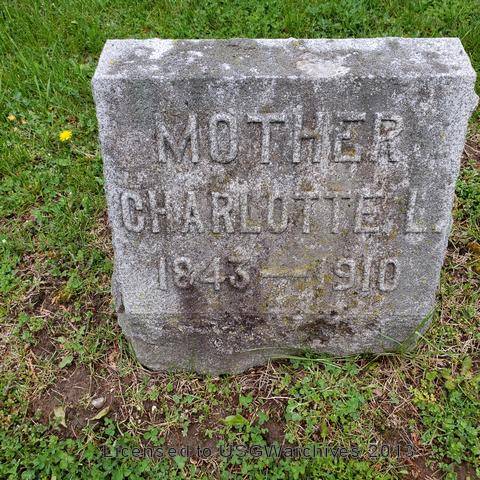 MOTHER
CHARLOTTE L.
1843 — 1910
Licensed to USGWarchives, 2013